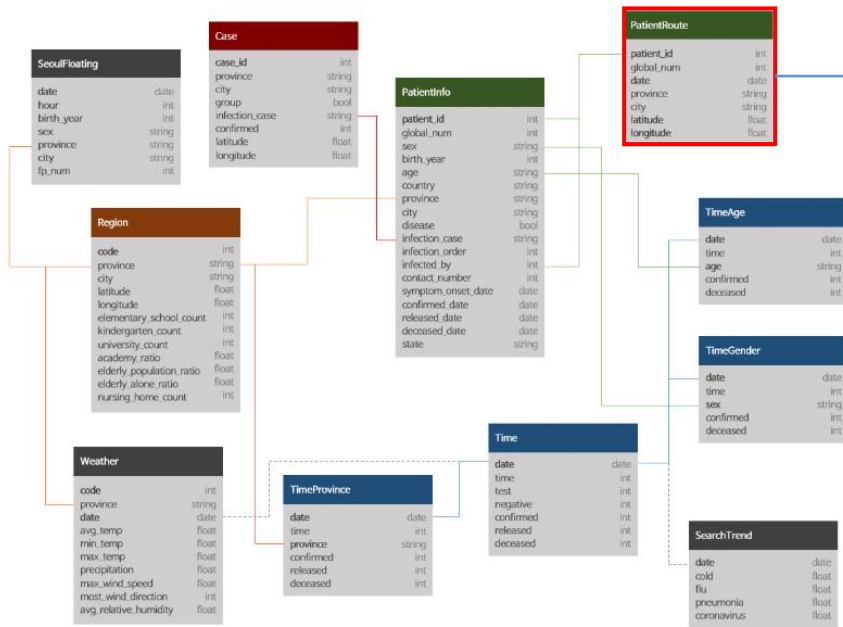 Case
case_id int
province string
city string
group bool
infection_case string
confirmed int
latitude float
longitude float
PatientRoute
patient_id int
global_num int
date date
province string
city string
latitude float
longitude float
SeoulFloating
date date
hour int
birth_year int
sex string
province string
city string
fp_num int
PatientInfo
patient_id int
global_num int
sex string
birth_year int
age string
country string
province string
city string
disease bool
infection_case string
infection_order int
infected_by int
contact_number int
symptom_onset_date date
confirmed_date date
released_date date
deceased_date date
state string
Region
code int
province string
city string
latitude float
longitude float
elementary_school_count int
kindergarten_count int
university_count int
academy_ratio float
elderly_population_ratio float
elderly_alone_ratio float
nursing_home_count int
TimeAge
date date
time int
age string
confirmed int
deceased int
TimeGender
date date
time int
sex string
confirmed int
deceased int
Weather
code int
province string
date date
avg_temp float
min_temp float
max_temp float
precipitation float
max_wind_speed float
most_wind_direction int
avg_relative_humidity float
TimeProvince
date date
time int
province string
confirmed int
released int
deceased int
Time
date date
time int
test int
negative int
confirmed int
released int
deceased int
SearchTrend
date date
cold float
flu float
pneumonia float
coronavirus float